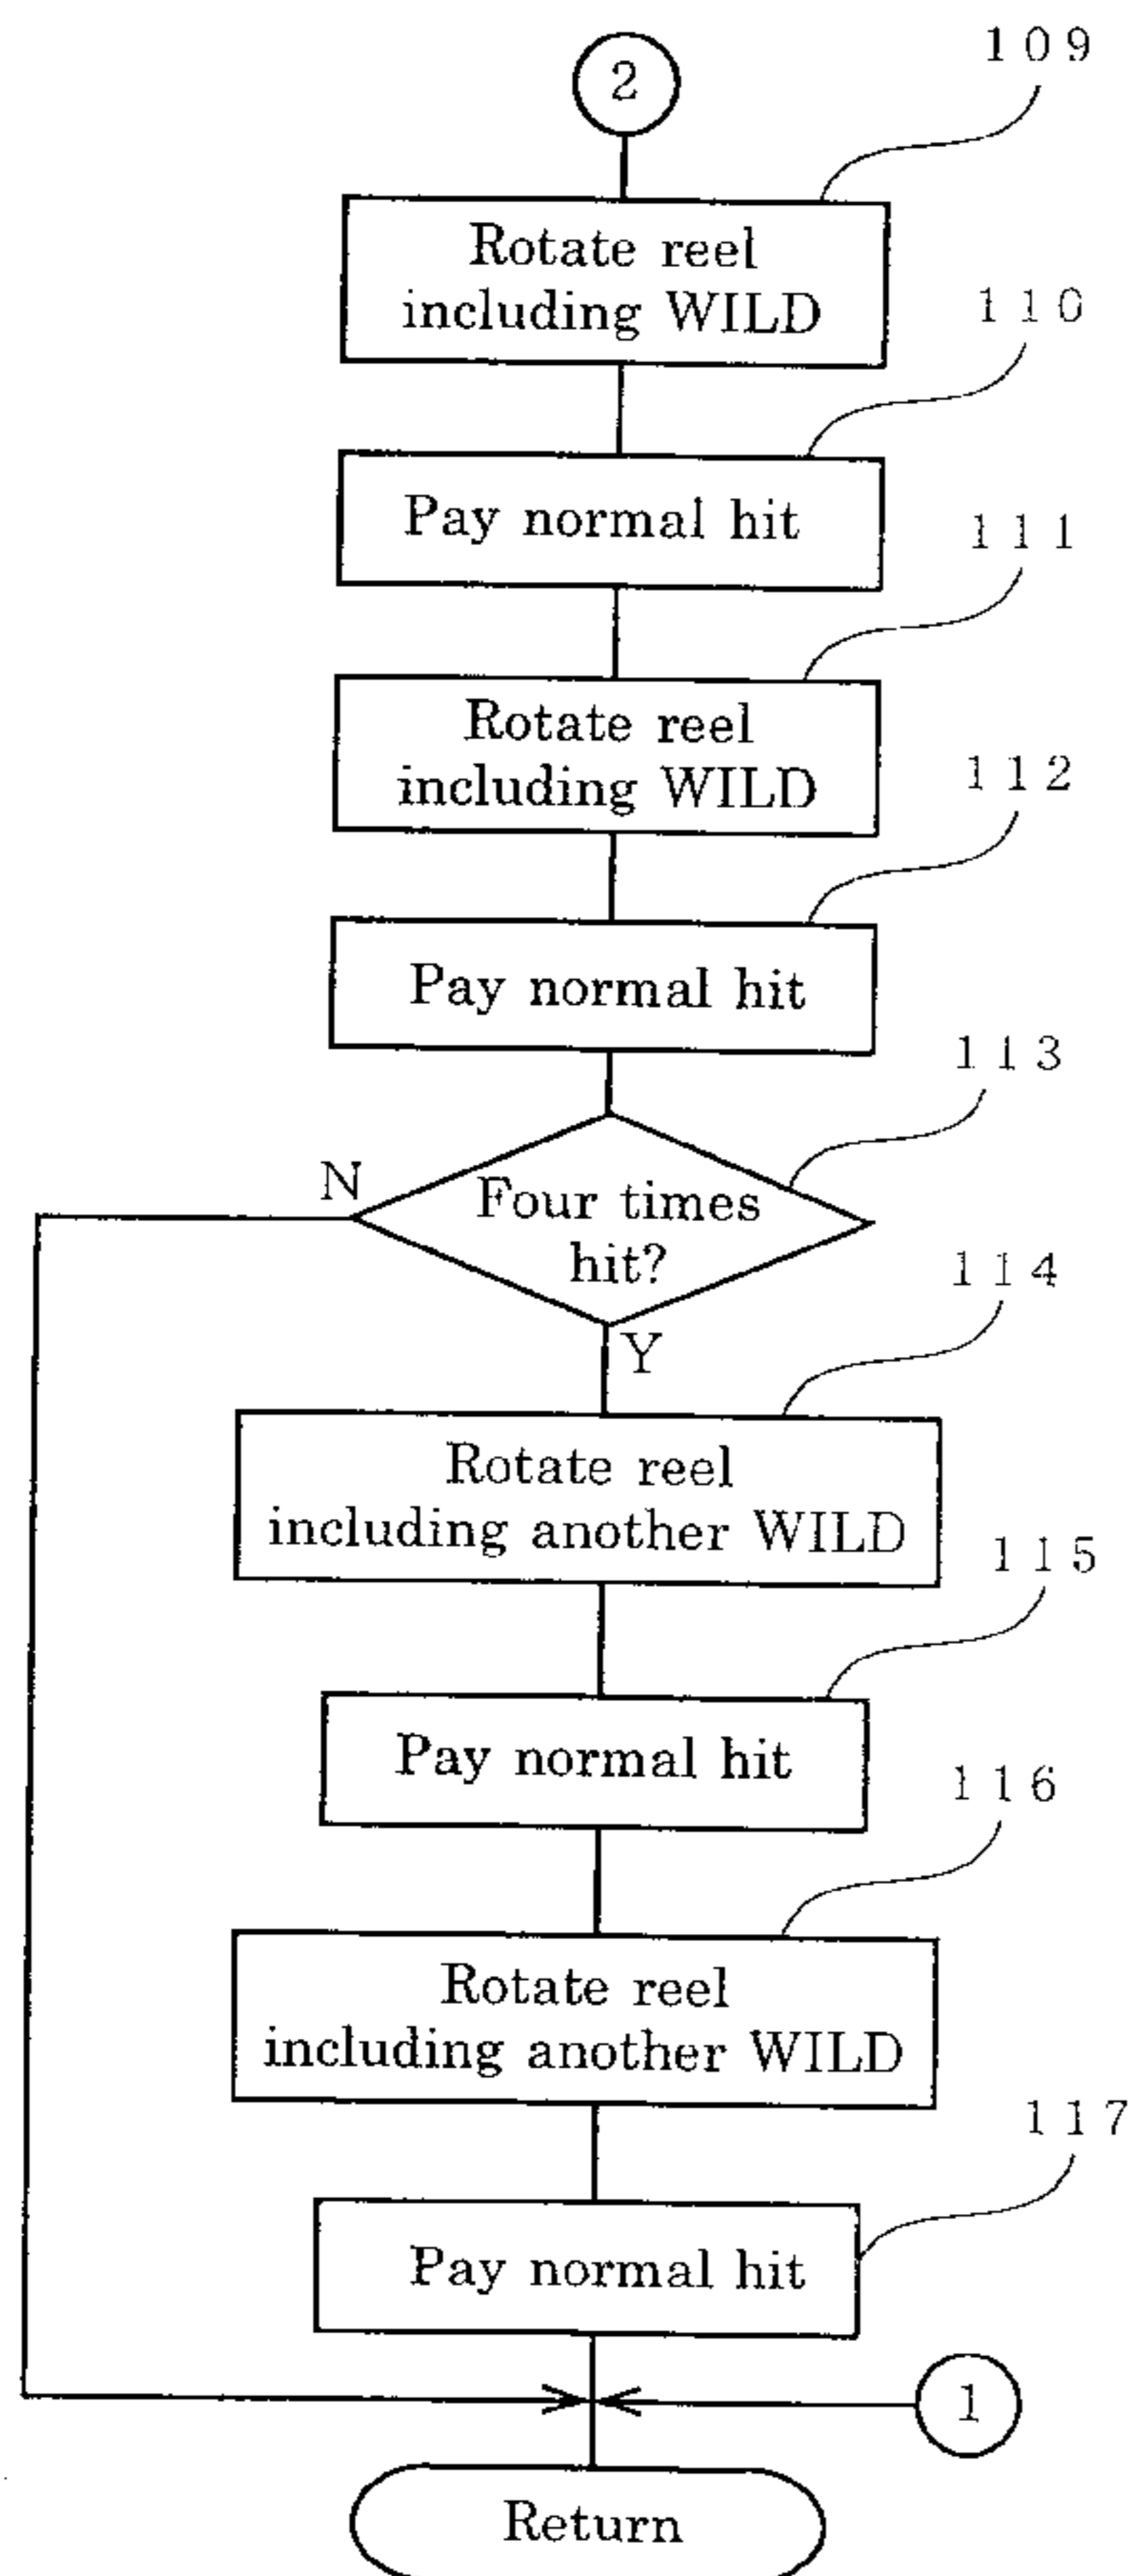 2
109
Rotate reel
including WILD
110
Pay normal hit
111
Rotate reel
including WILD
112
Pay normal hit
113
N
Four times
hit?
Y
114
Rotate reel
including another WILD
115
Pay normal hit
116
Rotate reel
including another WILD
117
Pay normal hit
1
Return